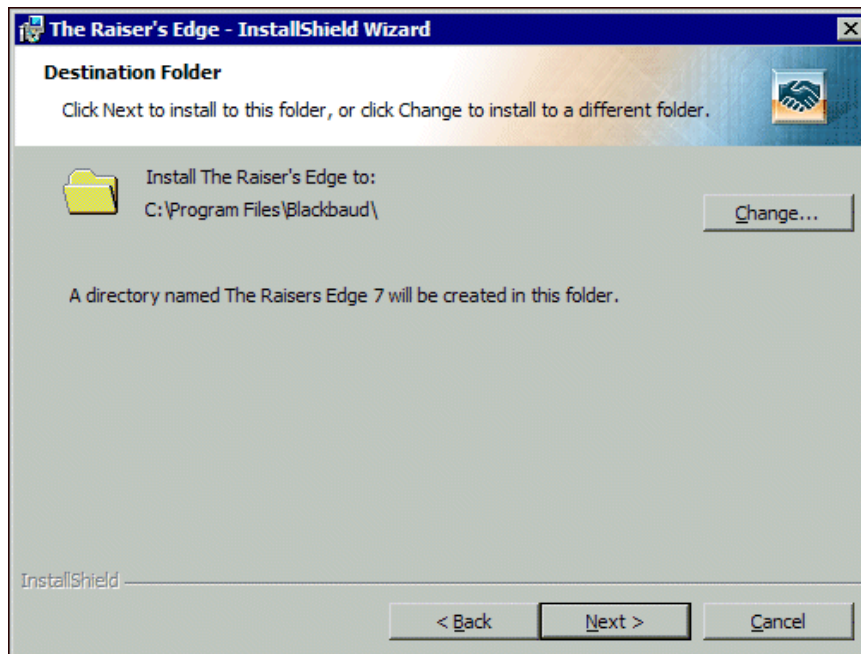 The Raiser's Edge - InstallShield Wizard
Destination Folder
Click Next to install to this folder, or click Change to install to a different folder.
Install The Raiser's Edge to:
C:\Program Files\Blackbaud\
Change...
A directory named The Raisers Edge 7 will be created in this folder.
InstallShield
< Back
Next >
Cancel